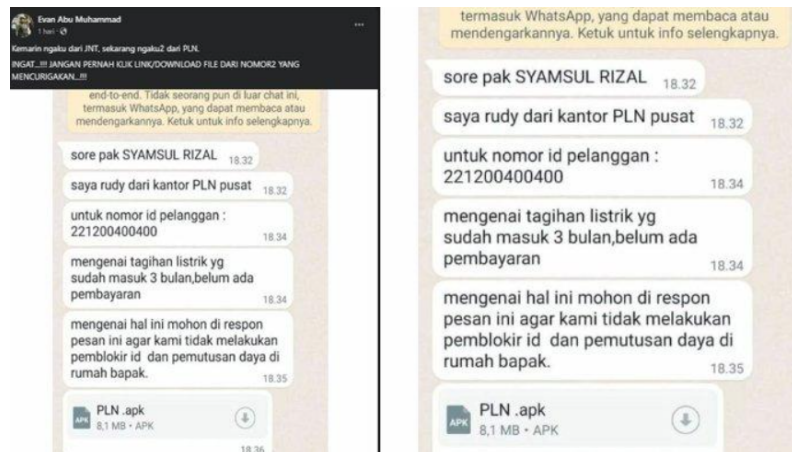 Evan Abu Muhammad
1 hari ·
Kemarin ngaku dari JNT, sekarang ngaku2 dari PLN.
INGAT..!!! JANGAN PERNAH KLIK LINK/DOWNLOAD FILE DARI NOMOR2 YANG
MENCURIGAKAN..!!!
end-to-end. Tidak seorang pun di luar chat ini,
termasuk WhatsApp, yang dapat membaca atau
mendengarkannya. Ketuk untuk info selengkapnya.
sore pak SYAMSUL RIZAL 18.32
saya rudy dari kantor PLN pusat 18.32
untuk nomor id pelanggan :
221200400400 18.34
mengenai tagihan listrik yg
sudah masuk 3 bulan,belum ada
pembayaran 18.34
mengenai hal ini mohon di respon
pesan ini agar kami tidak melakukan
pemblokir id dan pemutusan daya di
rumah bapak. 18.35
APK
PLN .apk
8,1 MB • APK
18.36
termasuk WhatsApp, yang dapat membaca atau
mendengarkannya. Ketuk untuk info selengkapnya.
sore pak SYAMSUL RIZAL 18.32
saya rudy dari kantor PLN pusat 18.32
untuk nomor id pelanggan :
221200400400 18.34
mengenai tagihan listrik yg
sudah masuk 3 bulan,belum ada
pembayaran 18.34
mengenai hal ini mohon di respon
pesan ini agar kami tidak melakukan
pemblokir id dan pemutusan daya di
rumah bapak. 18.35
APK
PLN .apk
8,1 MB • APK